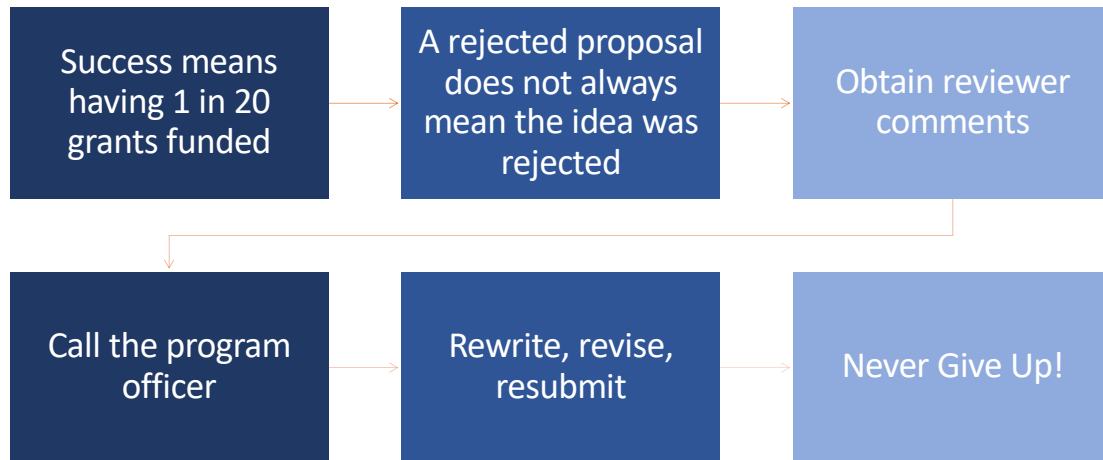 Success means
having 1 in 20
grants funded
A rejected proposal
does not always
mean the idea was
rejected
Obtain reviewer
comments
Call the program
officer
Rewrite, revise,
resubmit
Never Give Up!